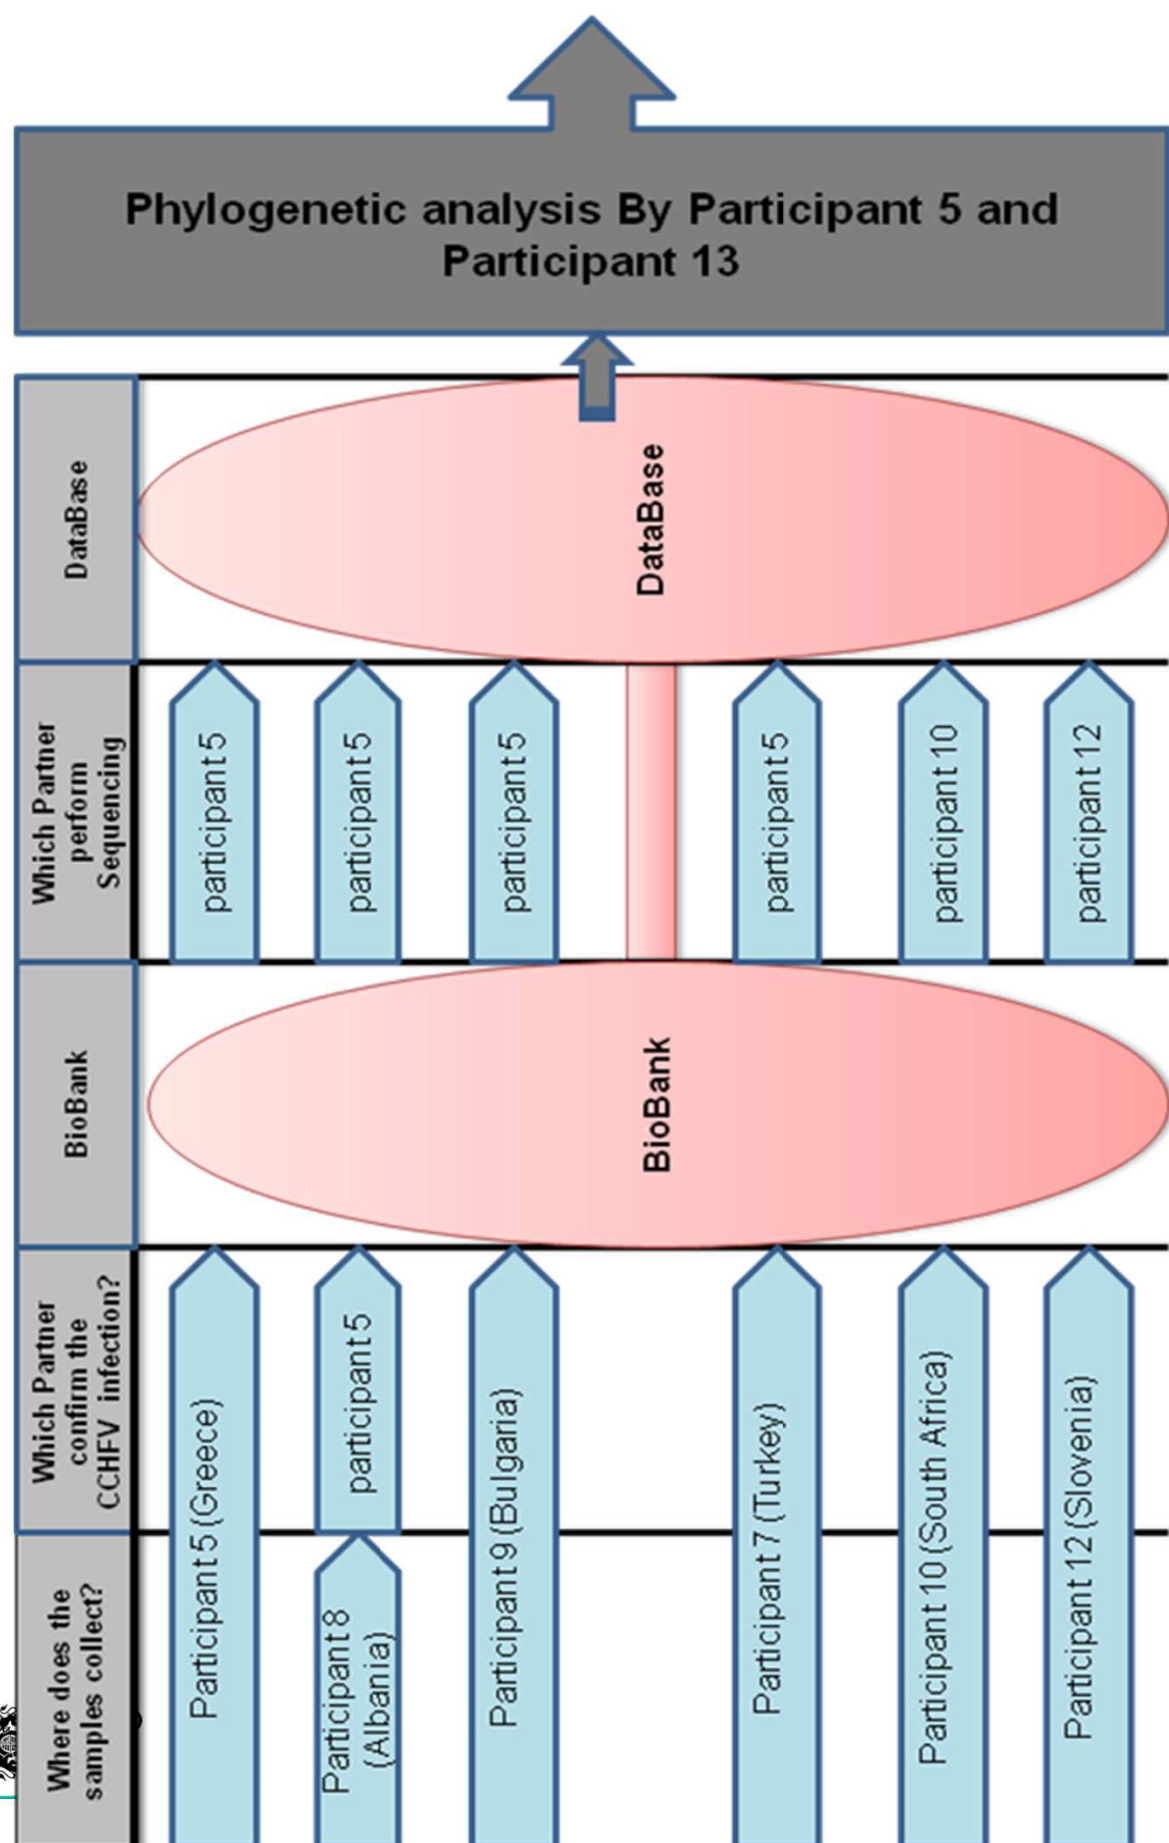 Phylogenetic analysis By Participant 5 and
Participant 13
DataBase
DataBase
Which Partner
perform
Sequencing
participant 5
participant 5
participant 5
participant 5
participant 10
participant 12
BioBank
BioBank
Which Partner
confirm the
CCHFV infection?
participant 5
Where does the
samples collect?
Participant 5 (Greece)
Participant 8
(Albania)
Participant 9 (Bulgaria)
Participant 7 (Turkey)
Participant 10 (South Africa)
Participant 12 (Slovenia)